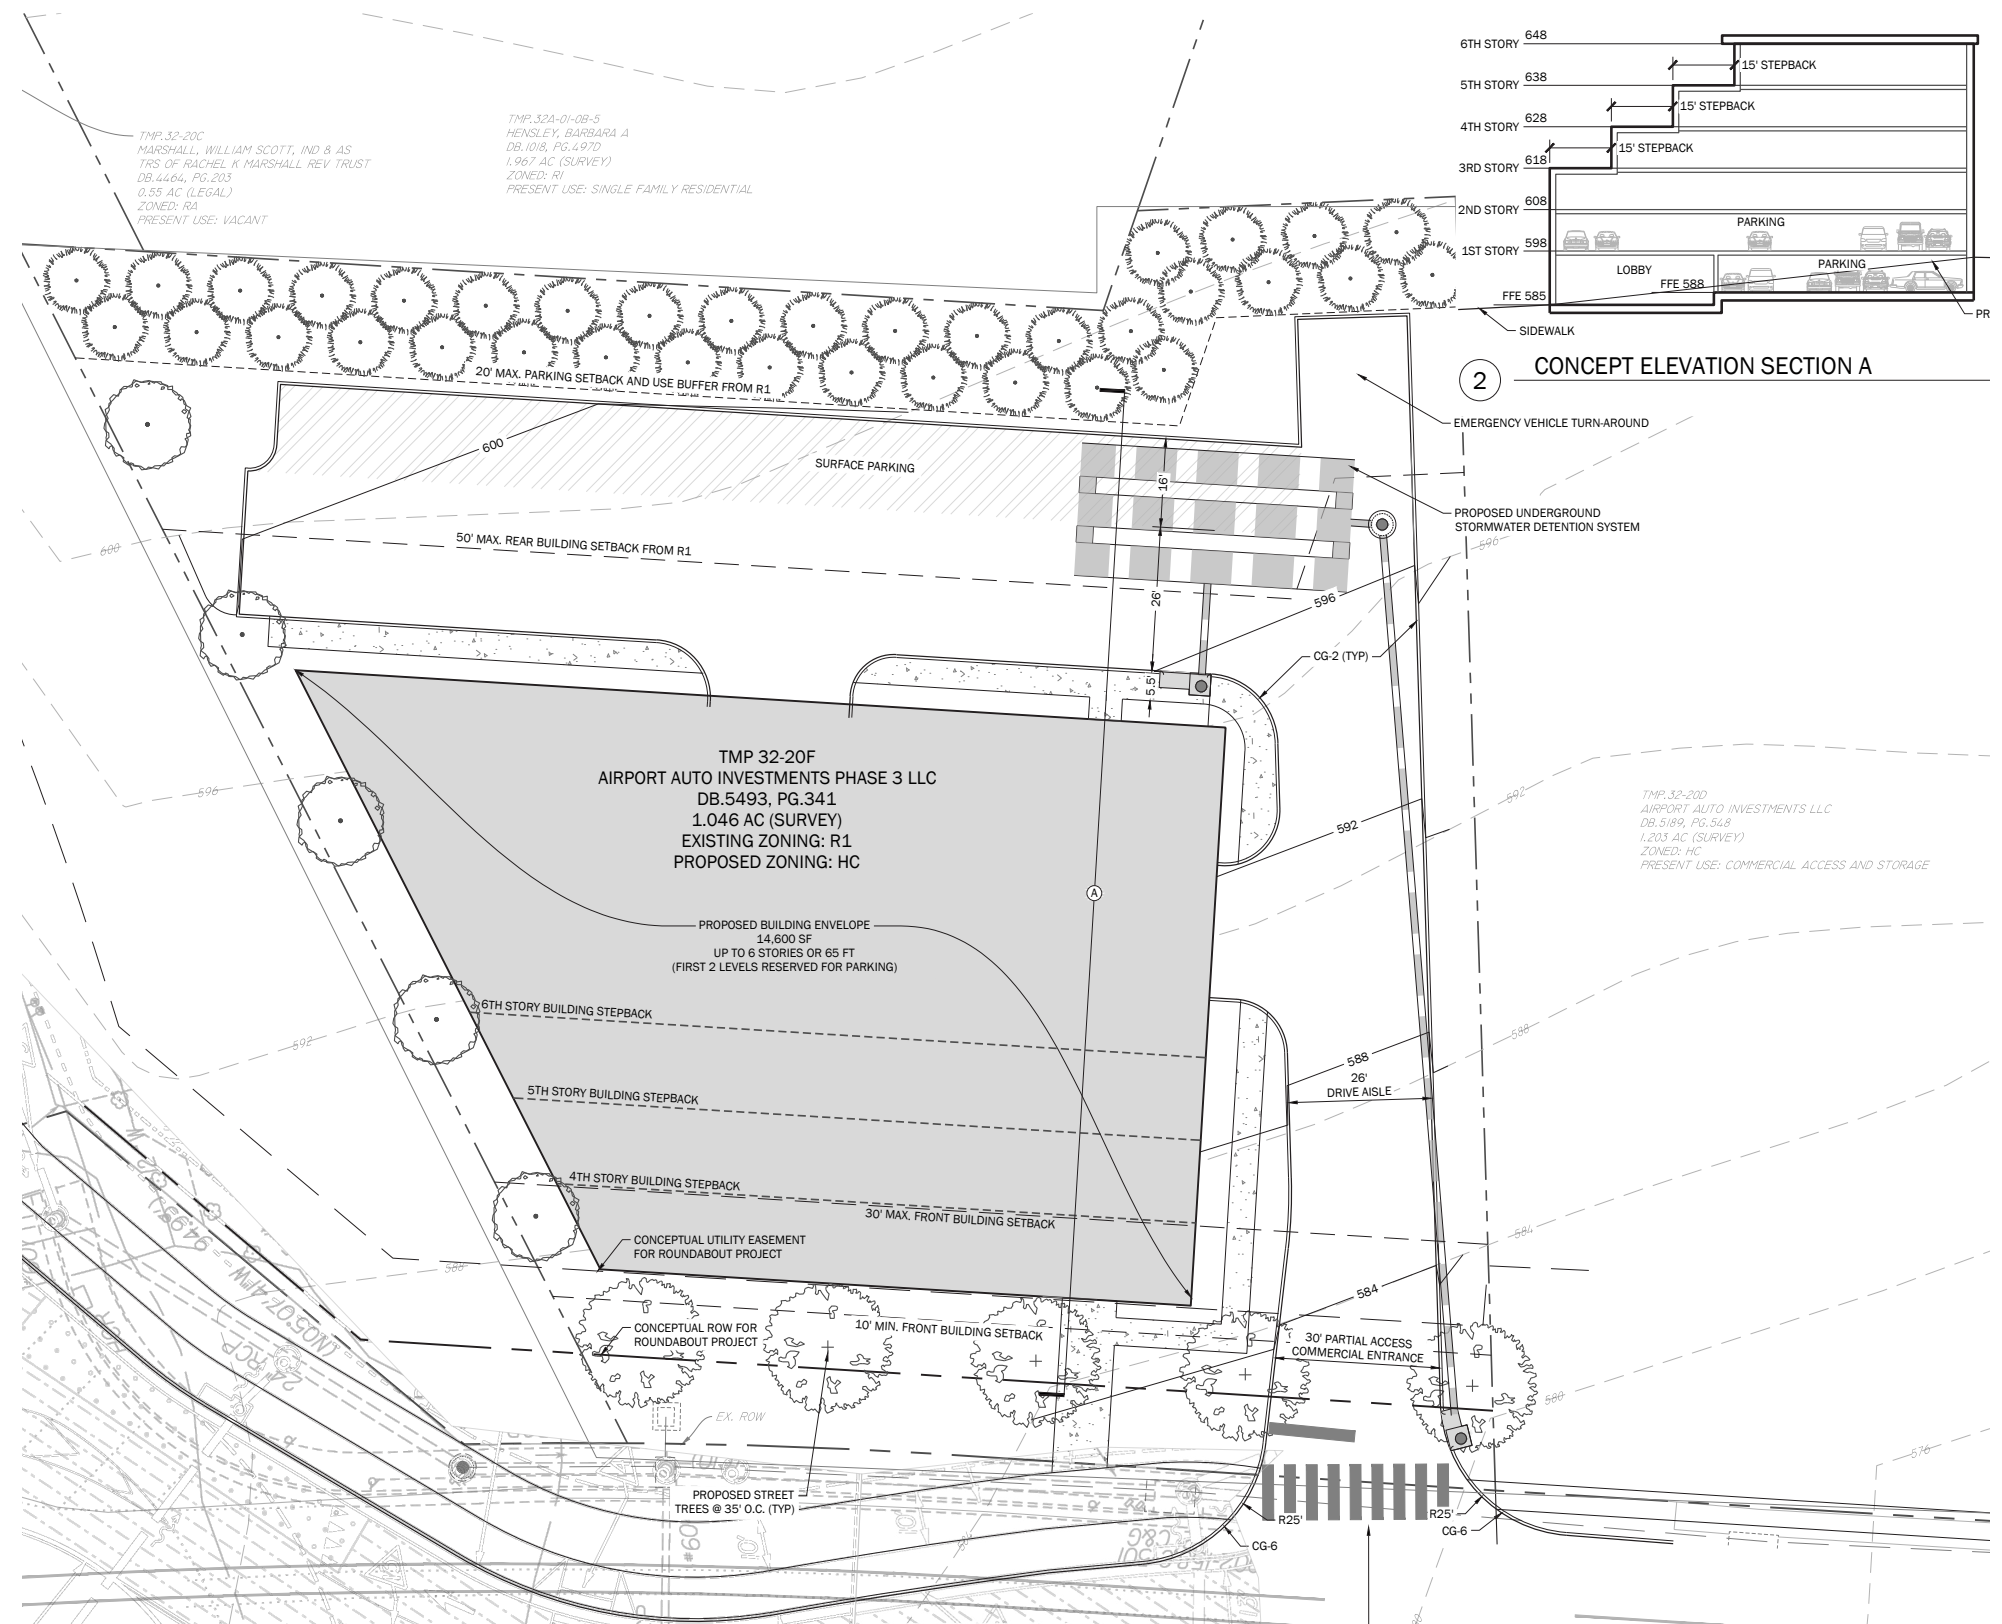 6TH STORY 648
15' STEPBACK
5TH STORY 638
15' STEPBACK
4TH STORY 628
15' STEPBACK
3RD STORY 618
2ND STORY 608
PARKING
1ST STORY 598
LOBBY
PARKING
FFE 588
FFE 585
SIDEWALK
2
CONCEPT ELEVATION SECTION A
TMP.32-20C
MARSHALL, WILLIAM SCOTT, IND & AS
TRS OF RACHEL K MARSHALL REV TRUST
DB.4464, PG.203
0.55 AC (LEGAL)
ZONED: RA
PRESENT USE: VACANT
TMP.32A-01-0B-5
HENSLEY, BARBARA A
DB.1018, PG.497D
1.967 AC (SURVEY)
ZONED: R1
PRESENT USE: SINGLE FAMILY RESIDENTIAL
20' MAX. PARKING SETBACK AND USE BUFFER FROM R1
EMERGENCY VEHICLE TURN-AROUND
600
SURFACE PARKING
16'
PROPOSED UNDERGROUND
STORMWATER DETENTION SYSTEM
600
50' MAX. REAR BUILDING SETBACK FROM R1
596
26'
596
CG-2 (TYP)
5.5'
TMP 32-20F
AIRPORT AUTO INVESTMENTS PHASE 3 LLC
DB.5493, PG.341
1.046 AC (SURVEY)
EXISTING ZONING: R1
PROPOSED ZONING: HC
596
592
592
TMP.32-20D
AIRPORT AUTO INVESTMENTS LLC
DB.5189, PG.548
1.203 AC (SURVEY)
ZONED: HC
PRESENT USE: COMMERCIAL ACCESS AND STORAGE
A
PROPOSED BUILDING ENVELOPE
14,600 SF
UP TO 6 STORIES OR 65 FT
(FIRST 2 LEVELS RESERVED FOR PARKING)
6TH STORY BUILDING STEPBACK
592
588
588
26'
DRIVE AISLE
5TH STORY BUILDING STEPBACK
4TH STORY BUILDING STEPBACK
30' MAX. FRONT BUILDING SETBACK
584
CONCEPTUAL UTILITY EASEMENT
FOR ROUNDABOUT PROJECT
588
584
CONCEPTUAL ROW FOR
ROUNDABOUT PROJECT
10' MIN. FRONT BUILDING SETBACK
30' PARTIAL ACCESS
COMMERCIAL ENTRANCE
24" RCP
580
EX. ROW
576
PROPOSED STREET
TREES @ 35' O.C. (TYP)
R25'
R25'
CG-6
CG-6